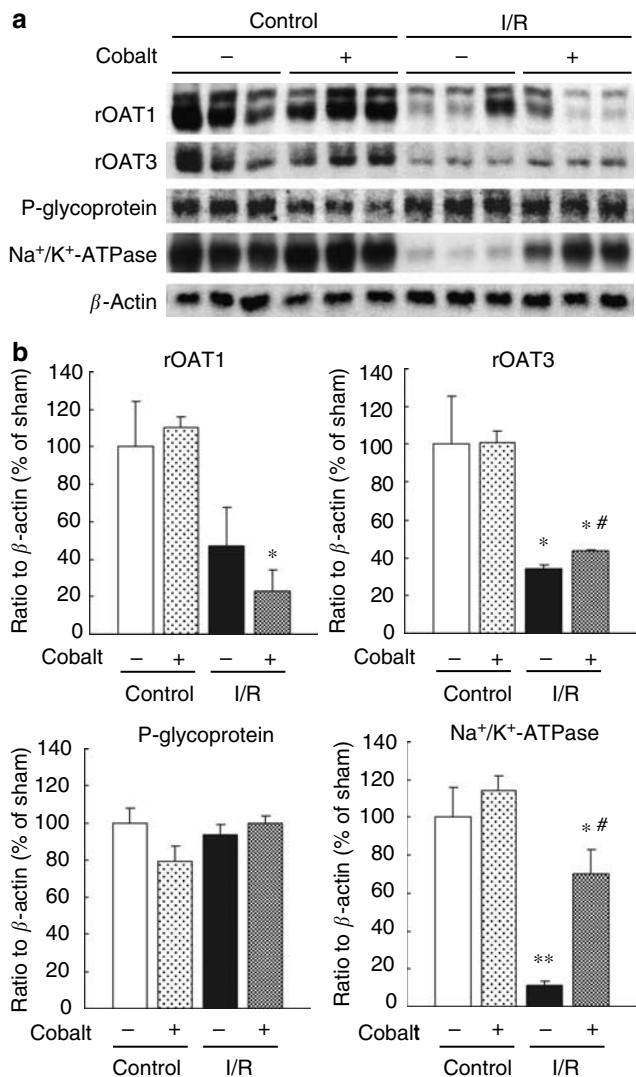 a
Control I/R
Cobalt – + – +
rOAT1
rOAT3
P-glycoprotein
Na⁺/K⁺-ATPase
β-Actin
b
rOAT1
Ratio to β-actin (% of sham)
140
120
100
80
60
40
20
0
*
Cobalt – + – +
Control I/R
rOAT3
Ratio to β-actin (% of sham)
140
120
100
80
60
40
20
0
* * #
Cobalt – + – +
Control I/R
P-glycoprotein
Ratio to β-actin (% of sham)
120
100
80
60
40
20
0
Cobalt – + – +
Control I/R
Na⁺/K⁺-ATPase
Ratio to β-actin (% of sham)
140
120
100
80
60
40
20
0
** * #
Cobalt – + – +
Control I/R